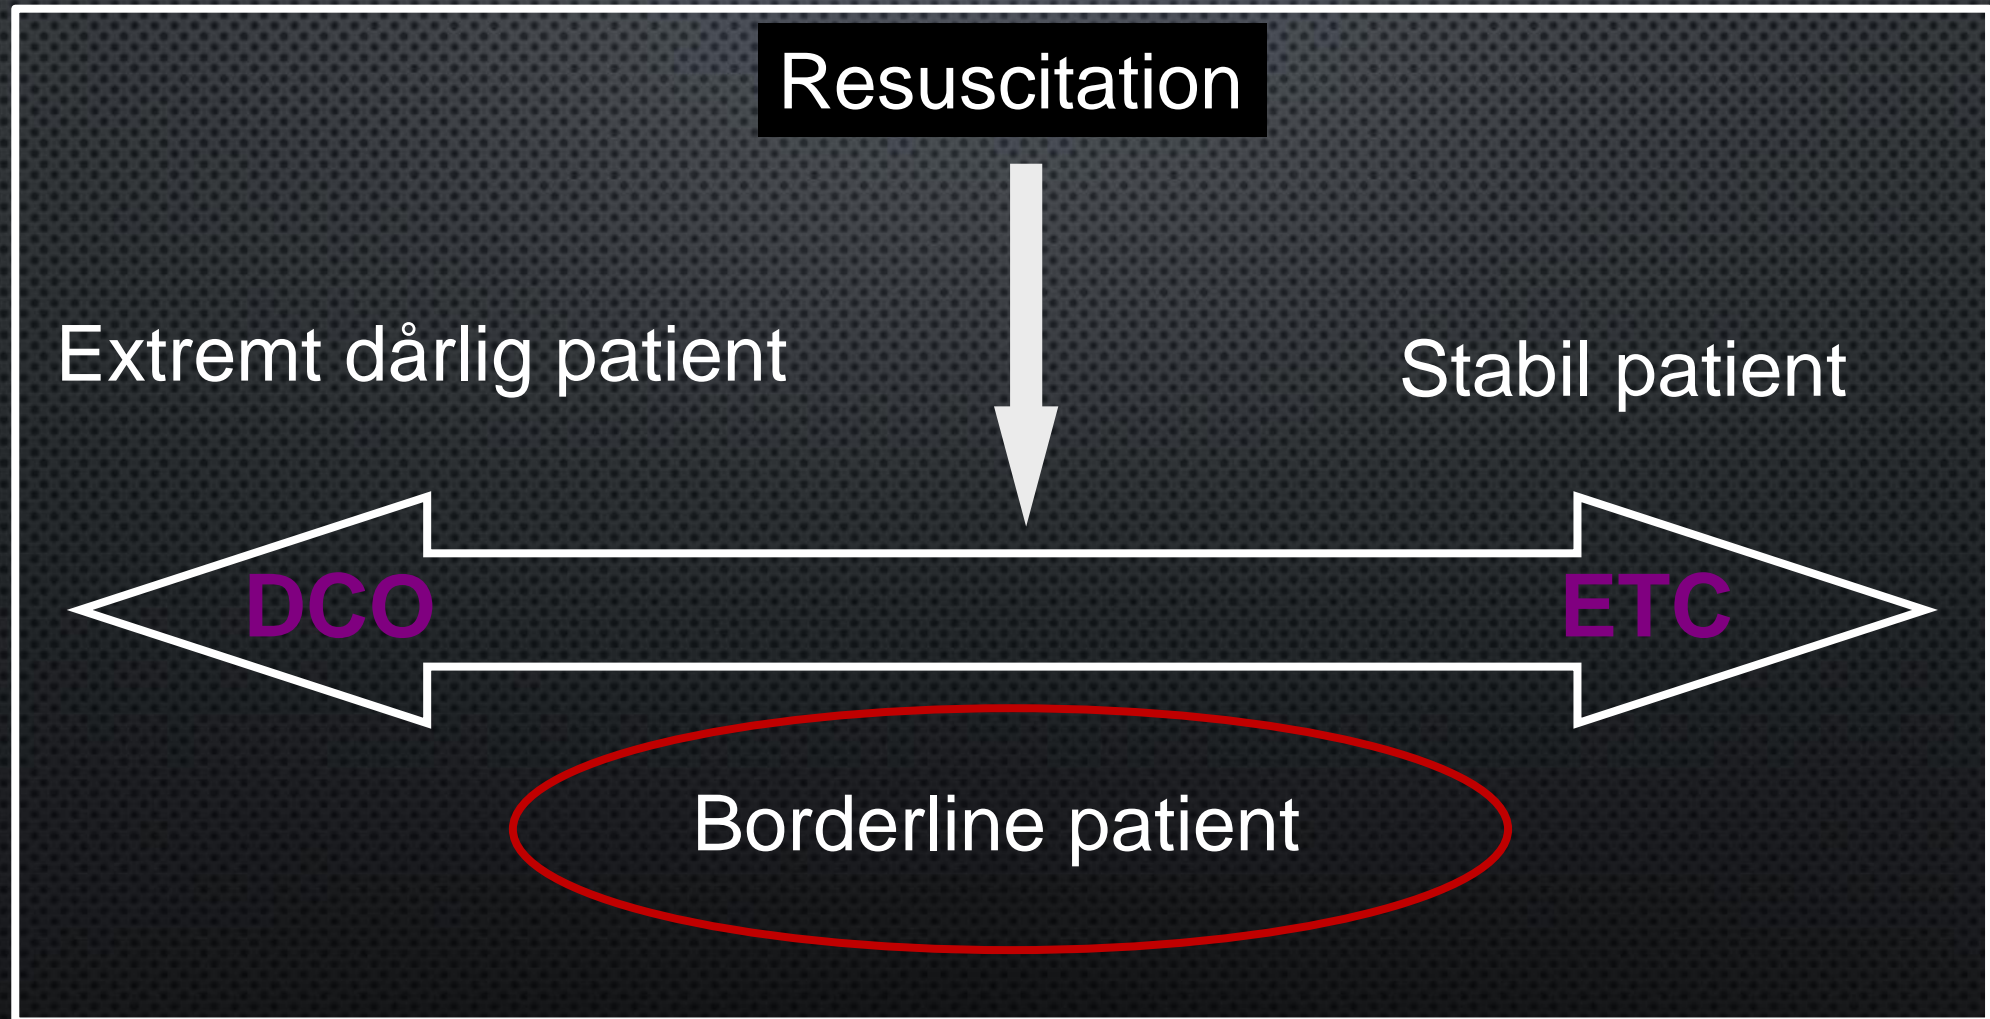 Resuscitation
Extremt dårlig patient
Stabil patient
DCO
ETC
Borderline patient